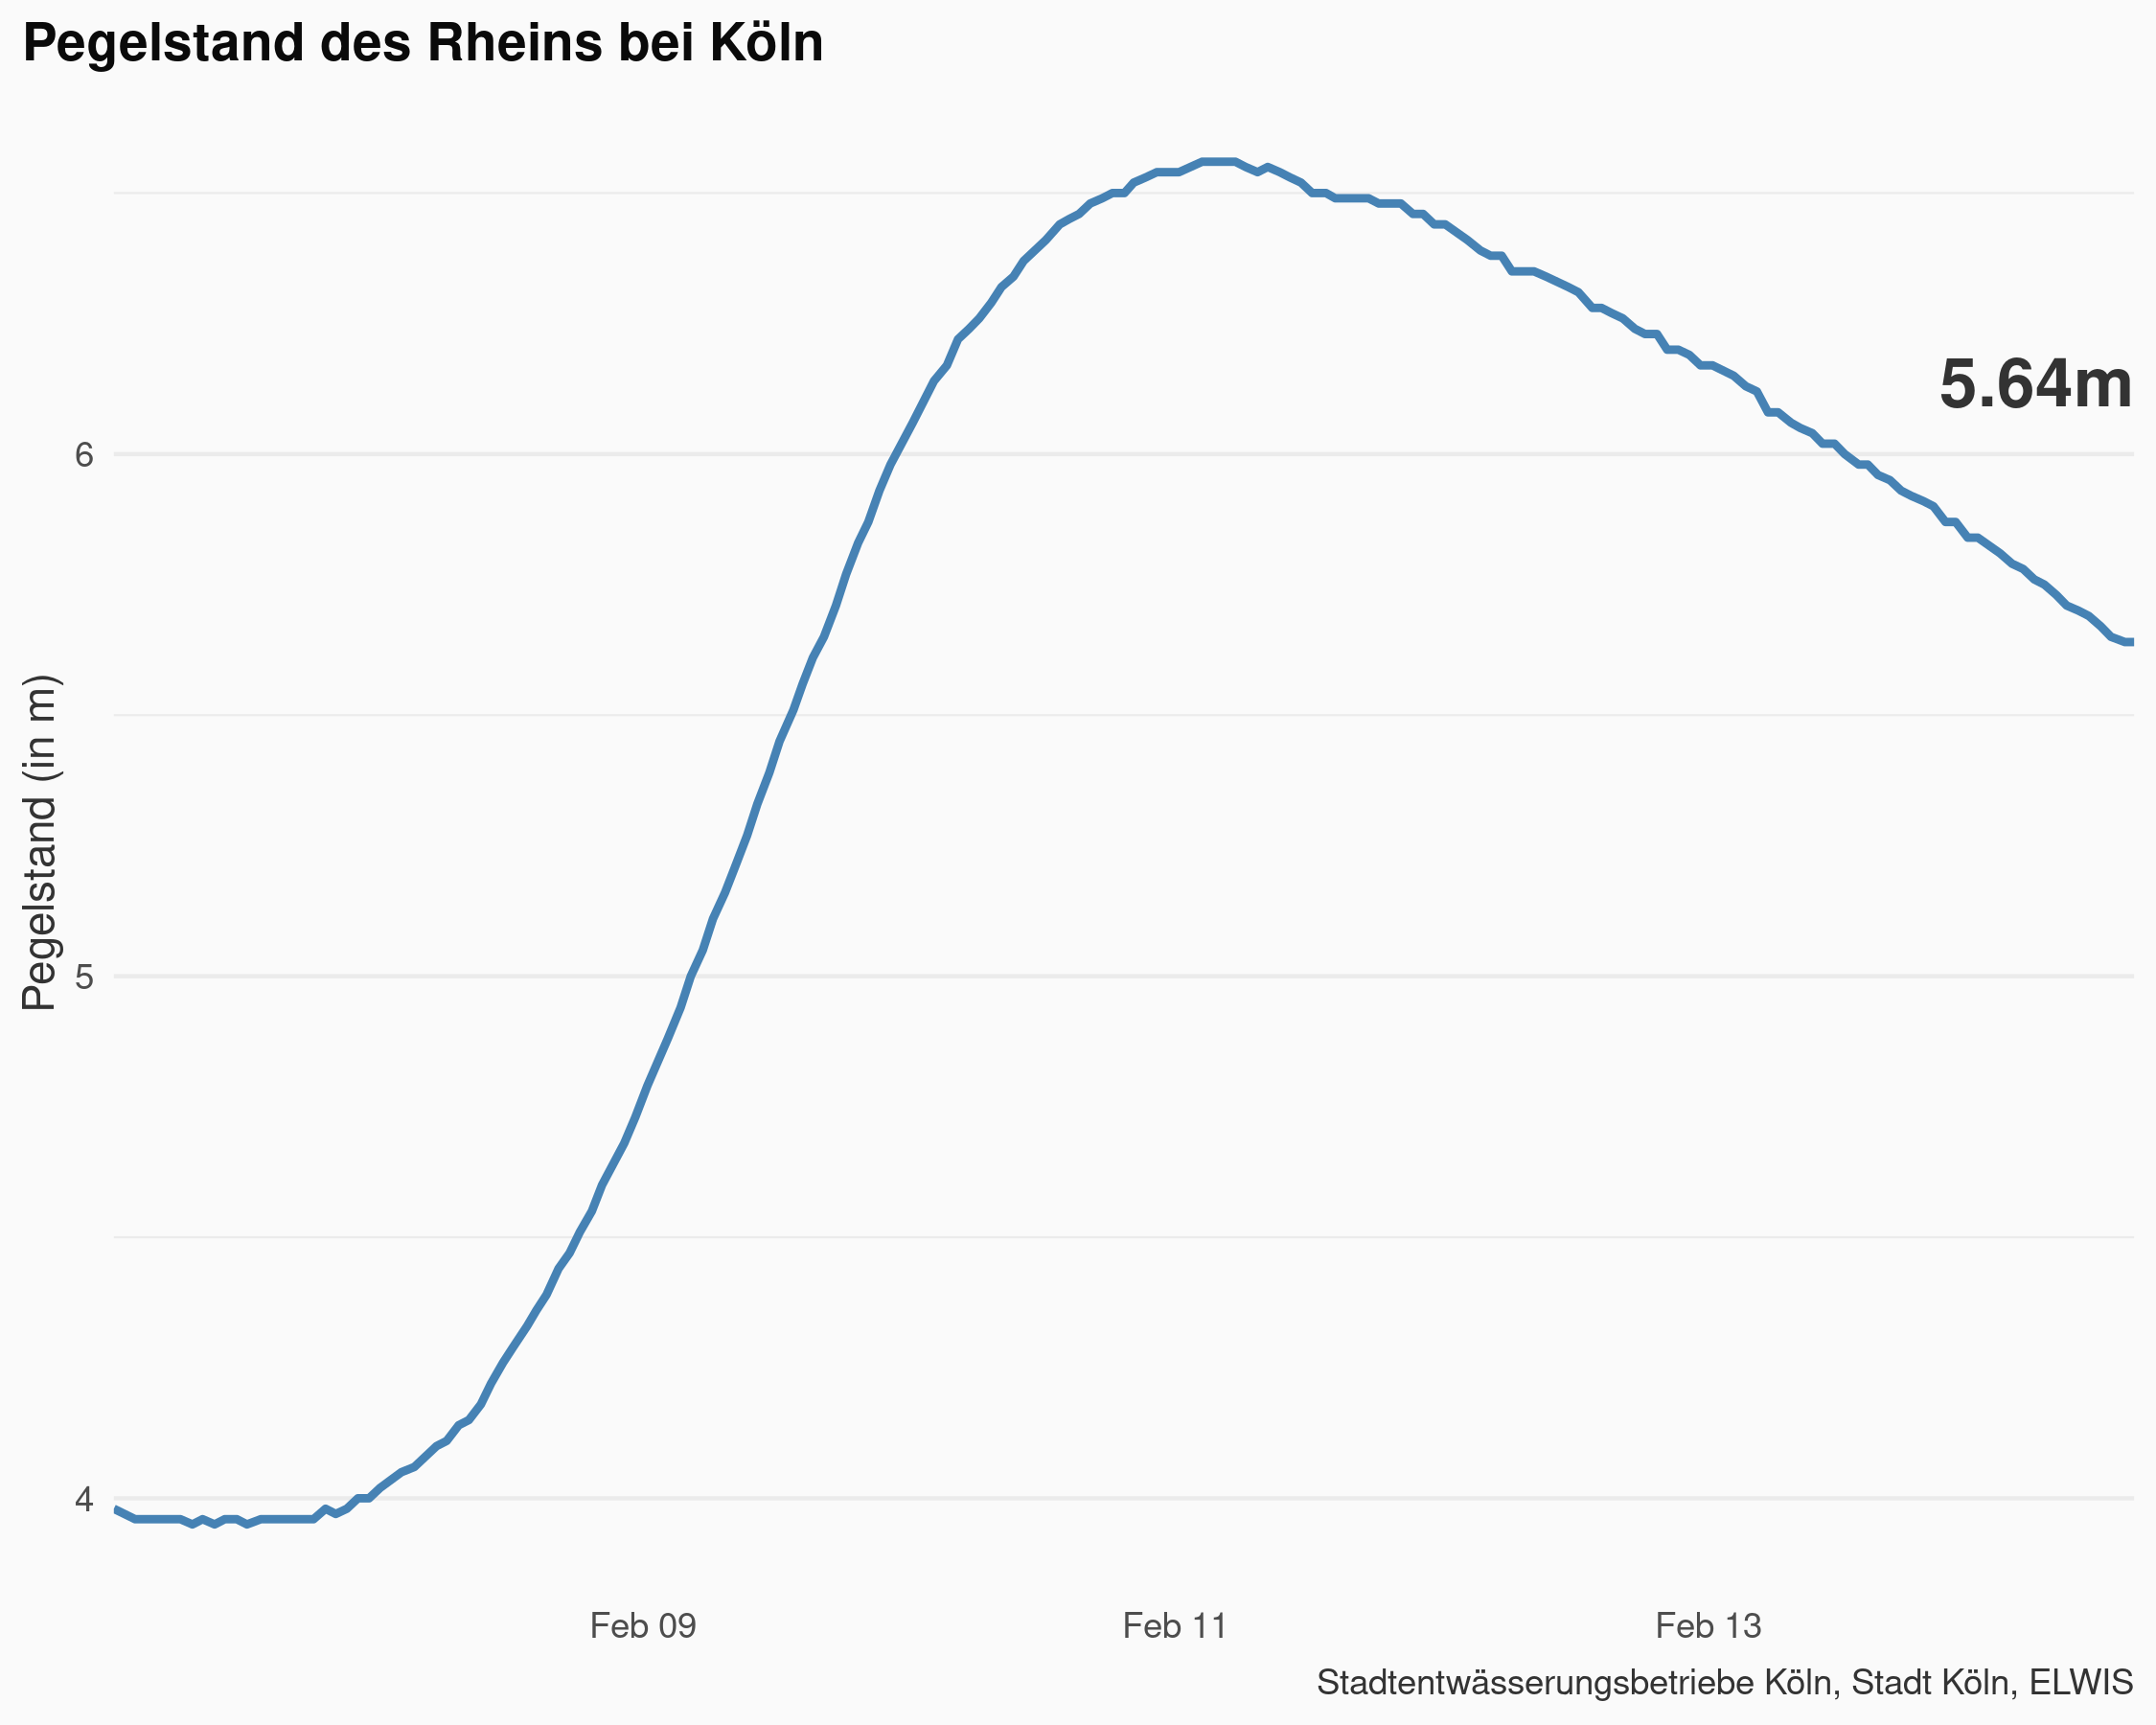 Pegelstand des Rheins bei Köln
5.64m
6
5
4
Pegelstand (in m)
Feb 09
Feb 11
Feb 13
Stadtentwässerungsbetriebe Köln, Stadt Köln, ELWIS